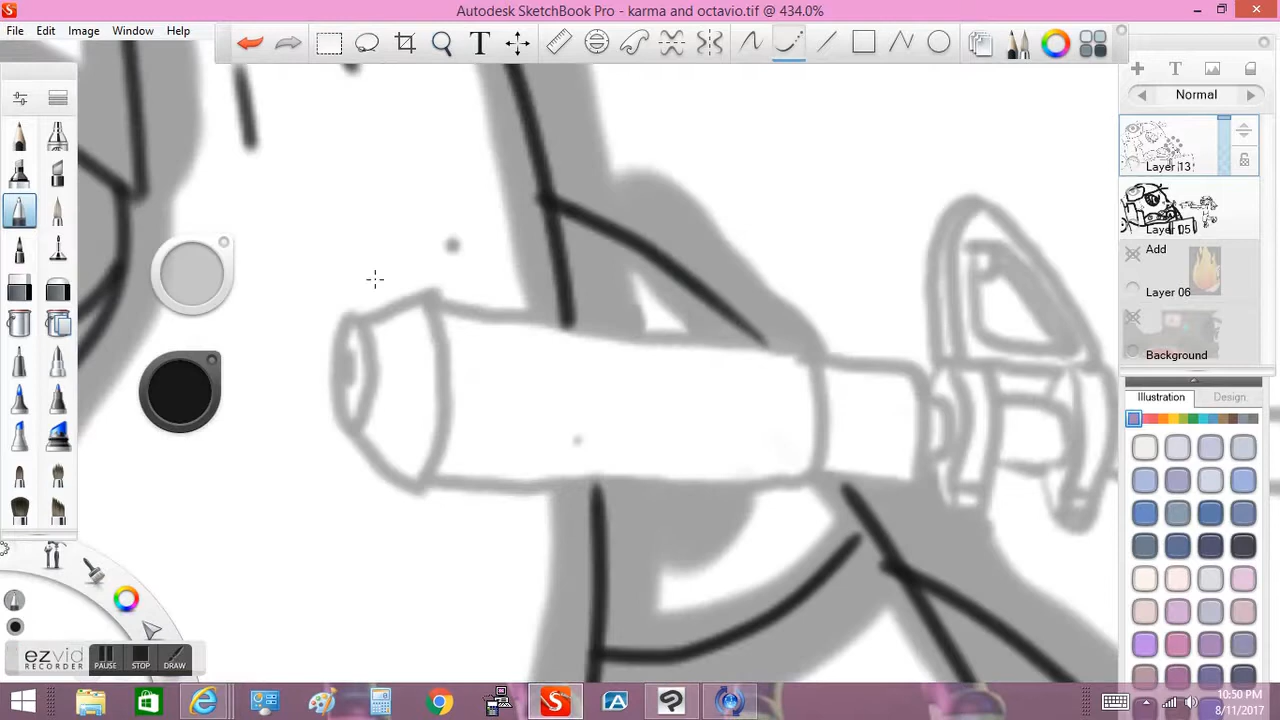 Autodesk SketchBook Pro - karma and octavio.tif @ 434.0%
File Edit Image Window Help
T
T
Normal
Layer 13
Layer 05
Add
Layer 06
Background
Illustration Design
ezvid
RECORDER
PAUSE STOP DRAW
10:50 PM
8/11/2017